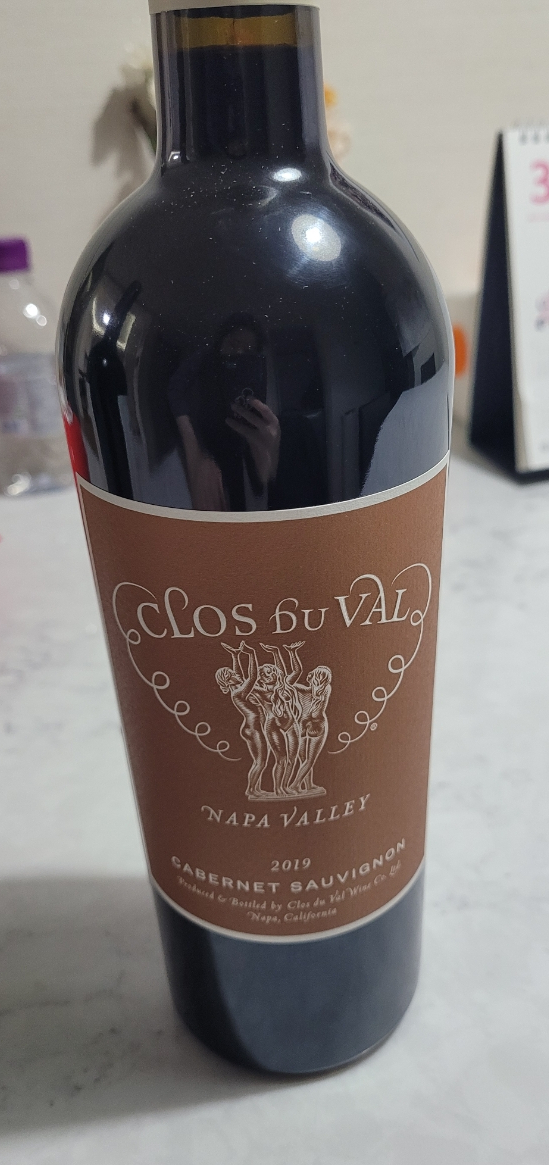 3
CLOS DU VAL
®
NAPA VALLEY
2019
CABERNET SAUVIGNON
Produced & Bottled by Clos du Val Wine Co. Ltd.
Napa, California